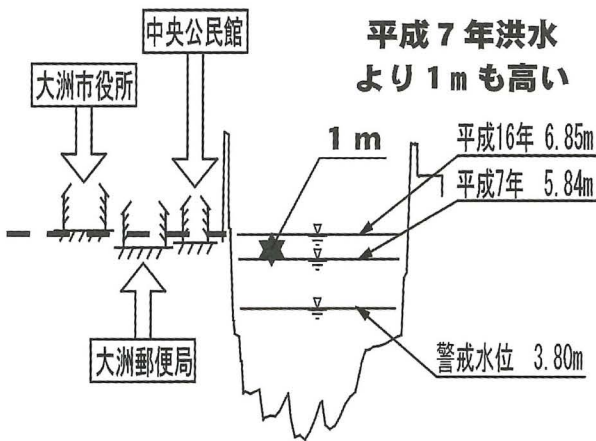 中央公民館
平成7年洪水
より1mも高い
大洲市役所
1m
平成16年 6.85m
平成7年 5.84m
大洲郵便局
警戒水位 3.80m